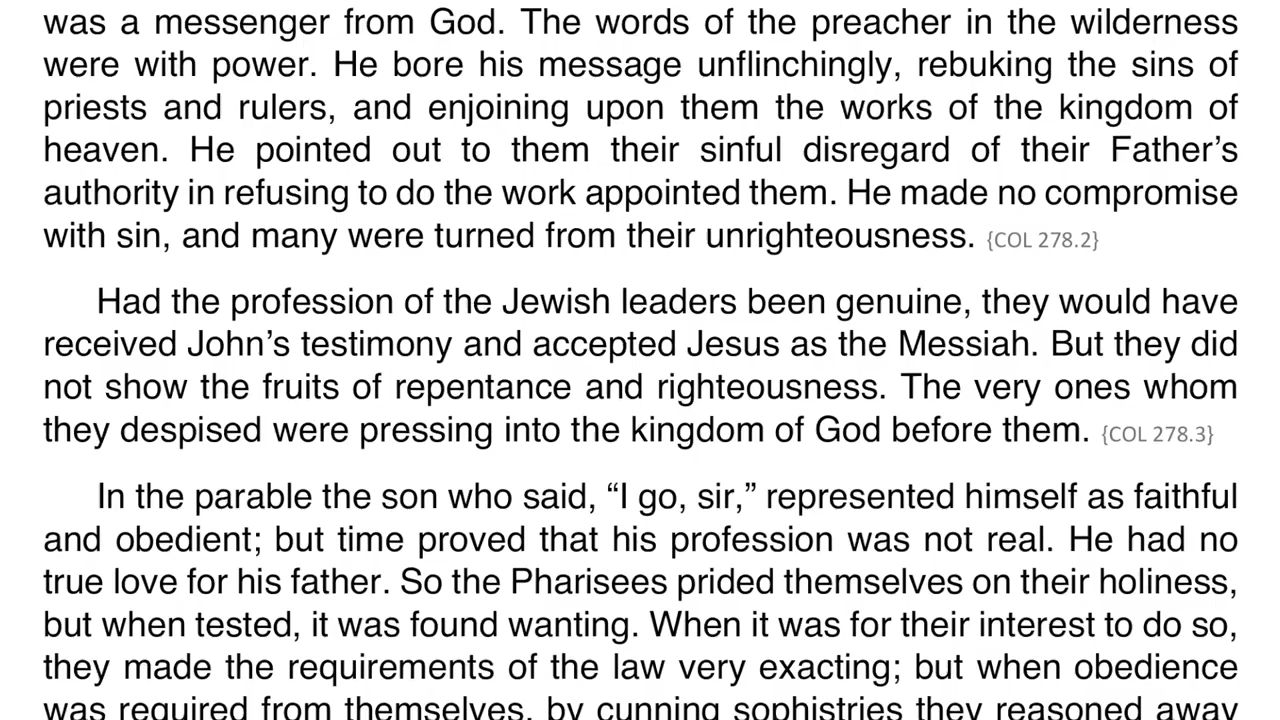 was a messenger from God. The words of the preacher in the wilderness
were with power. He bore his message unflinchingly, rebuking the sins of
priests and rulers, and enjoining upon them the works of the kingdom of
heaven. He pointed out to them their sinful disregard of their Father’s
authority in refusing to do the work appointed them. He made no compromise
with sin, and many were turned from their unrighteousness. {COL 278.2}
Had the profession of the Jewish leaders been genuine, they would have
received John’s testimony and accepted Jesus as the Messiah. But they did
not show the fruits of repentance and righteousness. The very ones whom
they despised were pressing into the kingdom of God before them. {COL 278.3}
In the parable the son who said, “I go, sir,” represented himself as faithful
and obedient; but time proved that his profession was not real. He had no
true love for his father. So the Pharisees prided themselves on their holiness,
but when tested, it was found wanting. When it was for their interest to do so,
they made the requirements of the law very exacting; but when obedience
was required from themselves, by cunning sophistries they reasoned away